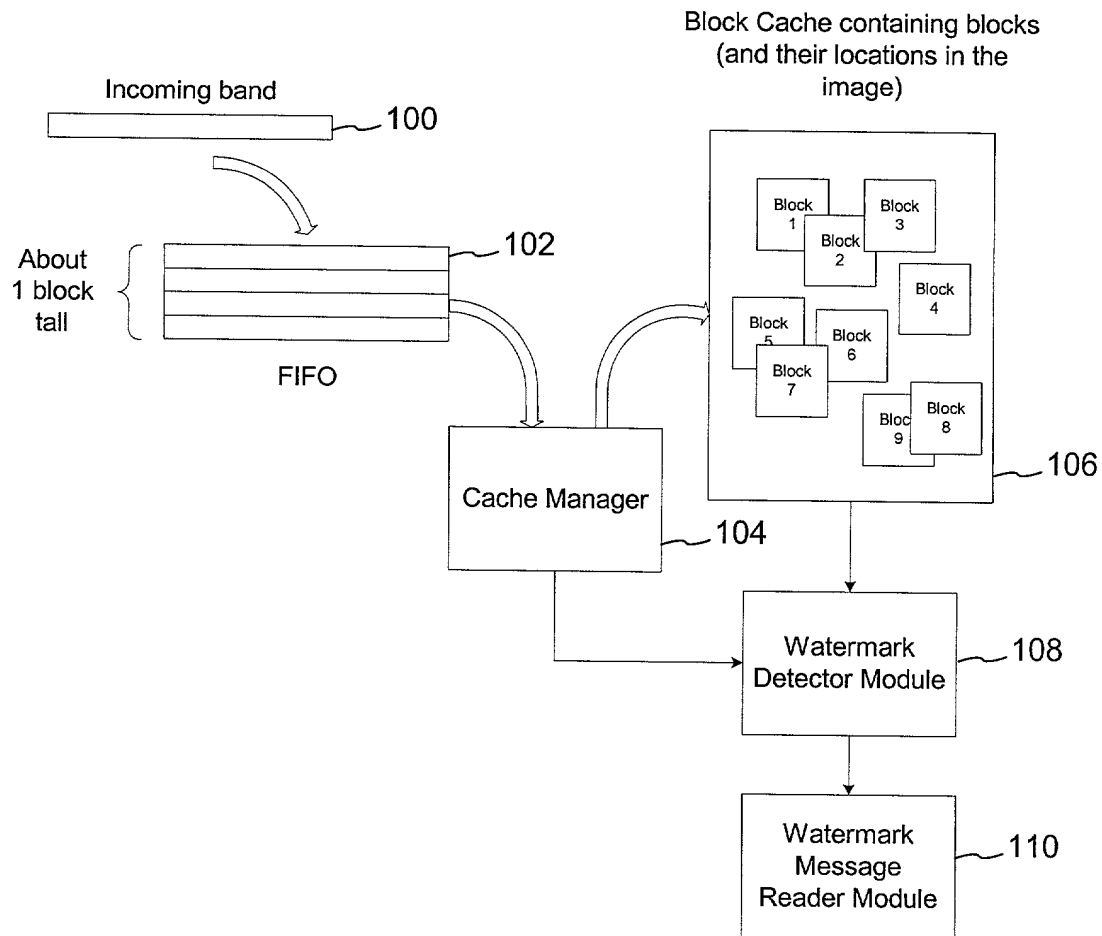 Block Cache containing blocks
(and their locations in the
image)
Incoming band
100
102
About
1 block
tall
FIFO
Block
1
Block
2
Block
3
Block
4
Block
5
Block
6
Block
7
Block
8
Bloc
9
106
Cache Manager
104
Watermark
Detector Module
108
Watermark
Message
Reader Module
110